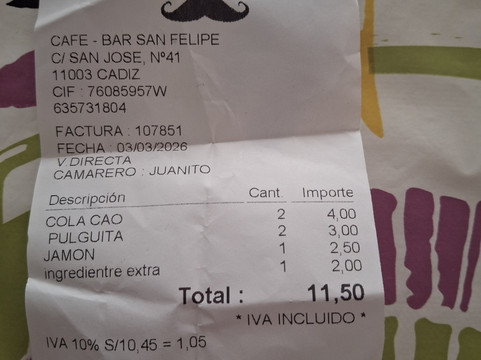 CAFE - BAR SAN FELIPE
C/ SAN JOSE, Nº41
11003 CADIZ
CIF : 76085957W
635731804
FACTURA : 107851
FECHA : 03/03/2026
V.DIRECTA
CAMARERO : JUANITO
Descripción Cant. Importe
COLA CAO 2 4,00
PULGUITA 2 3,00
JAMON 1 2,50
ingredientre extra 1 2,00
Total : 11,50
* IVA INCLUIDO *
IVA 10% S/10,45 = 1,05